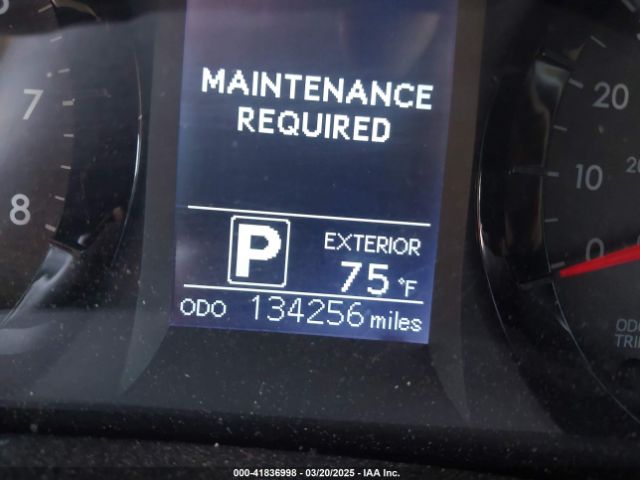 MAINTENANCE
REQUIRED
7
8
P
EXTERIOR
75 °F
ODO 134256 miles
20
10
0
000-41836998 - 03/20/2025 - IAA Inc.